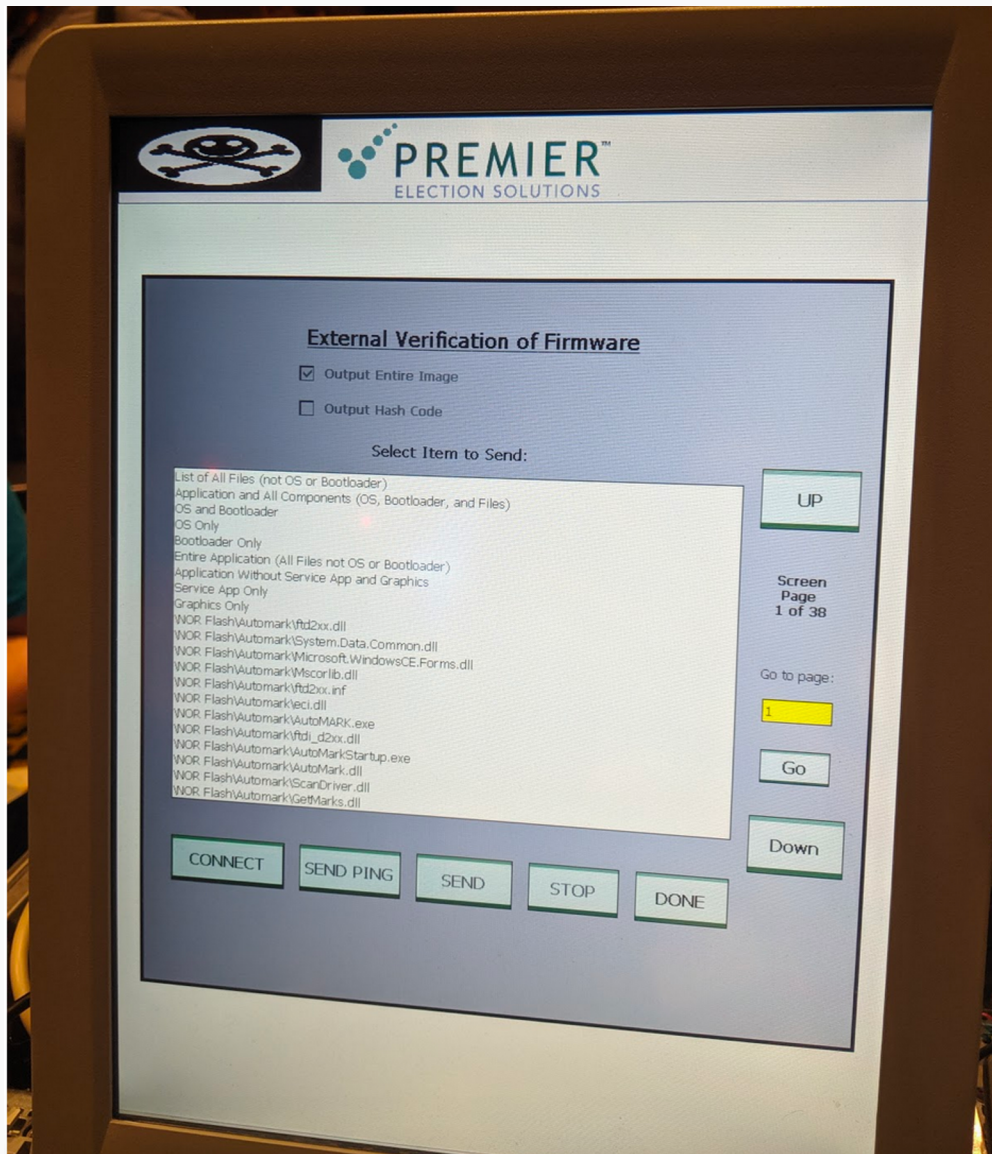 PREMIER™
ELECTION SOLUTIONS
External Verification of Firmware
Output Entire Image
Output Hash Code
Select Item to Send:
List of All Files (not OS or Bootloader)
Application and All Components (OS, Bootloader, and Files)
OS and Bootloader
OS Only
Bootloader Only
Entire Application (All Files not OS or Bootloader)
Application Without Service App and Graphics
Service App Only
Graphics Only
\NOR Flash\Automark\ftd2xx.dll
\NOR Flash\Automark\System.Data.Common.dll
\NOR Flash\Automark\Microsoft.WindowsCE.Forms.dll
\NOR Flash\Automark\Mscorlib.dll
\NOR Flash\Automark\ftd2xx.inf
\NOR Flash\Automark\eci.dll
\NOR Flash\Automark\AutoMARK.exe
\NOR Flash\Automark\ftdi_d2xx.dll
\NOR Flash\Automark\AutoMarkStartup.exe
\NOR Flash\Automark\AutoMark.dll
\NOR Flash\Automark\ScanDriver.dll
\NOR Flash\Automark\GetMarks.dll
UP
Screen
Page
1 of 38
Go to page:
1
Go
Down
CONNECT
SEND PING
SEND
STOP
DONE